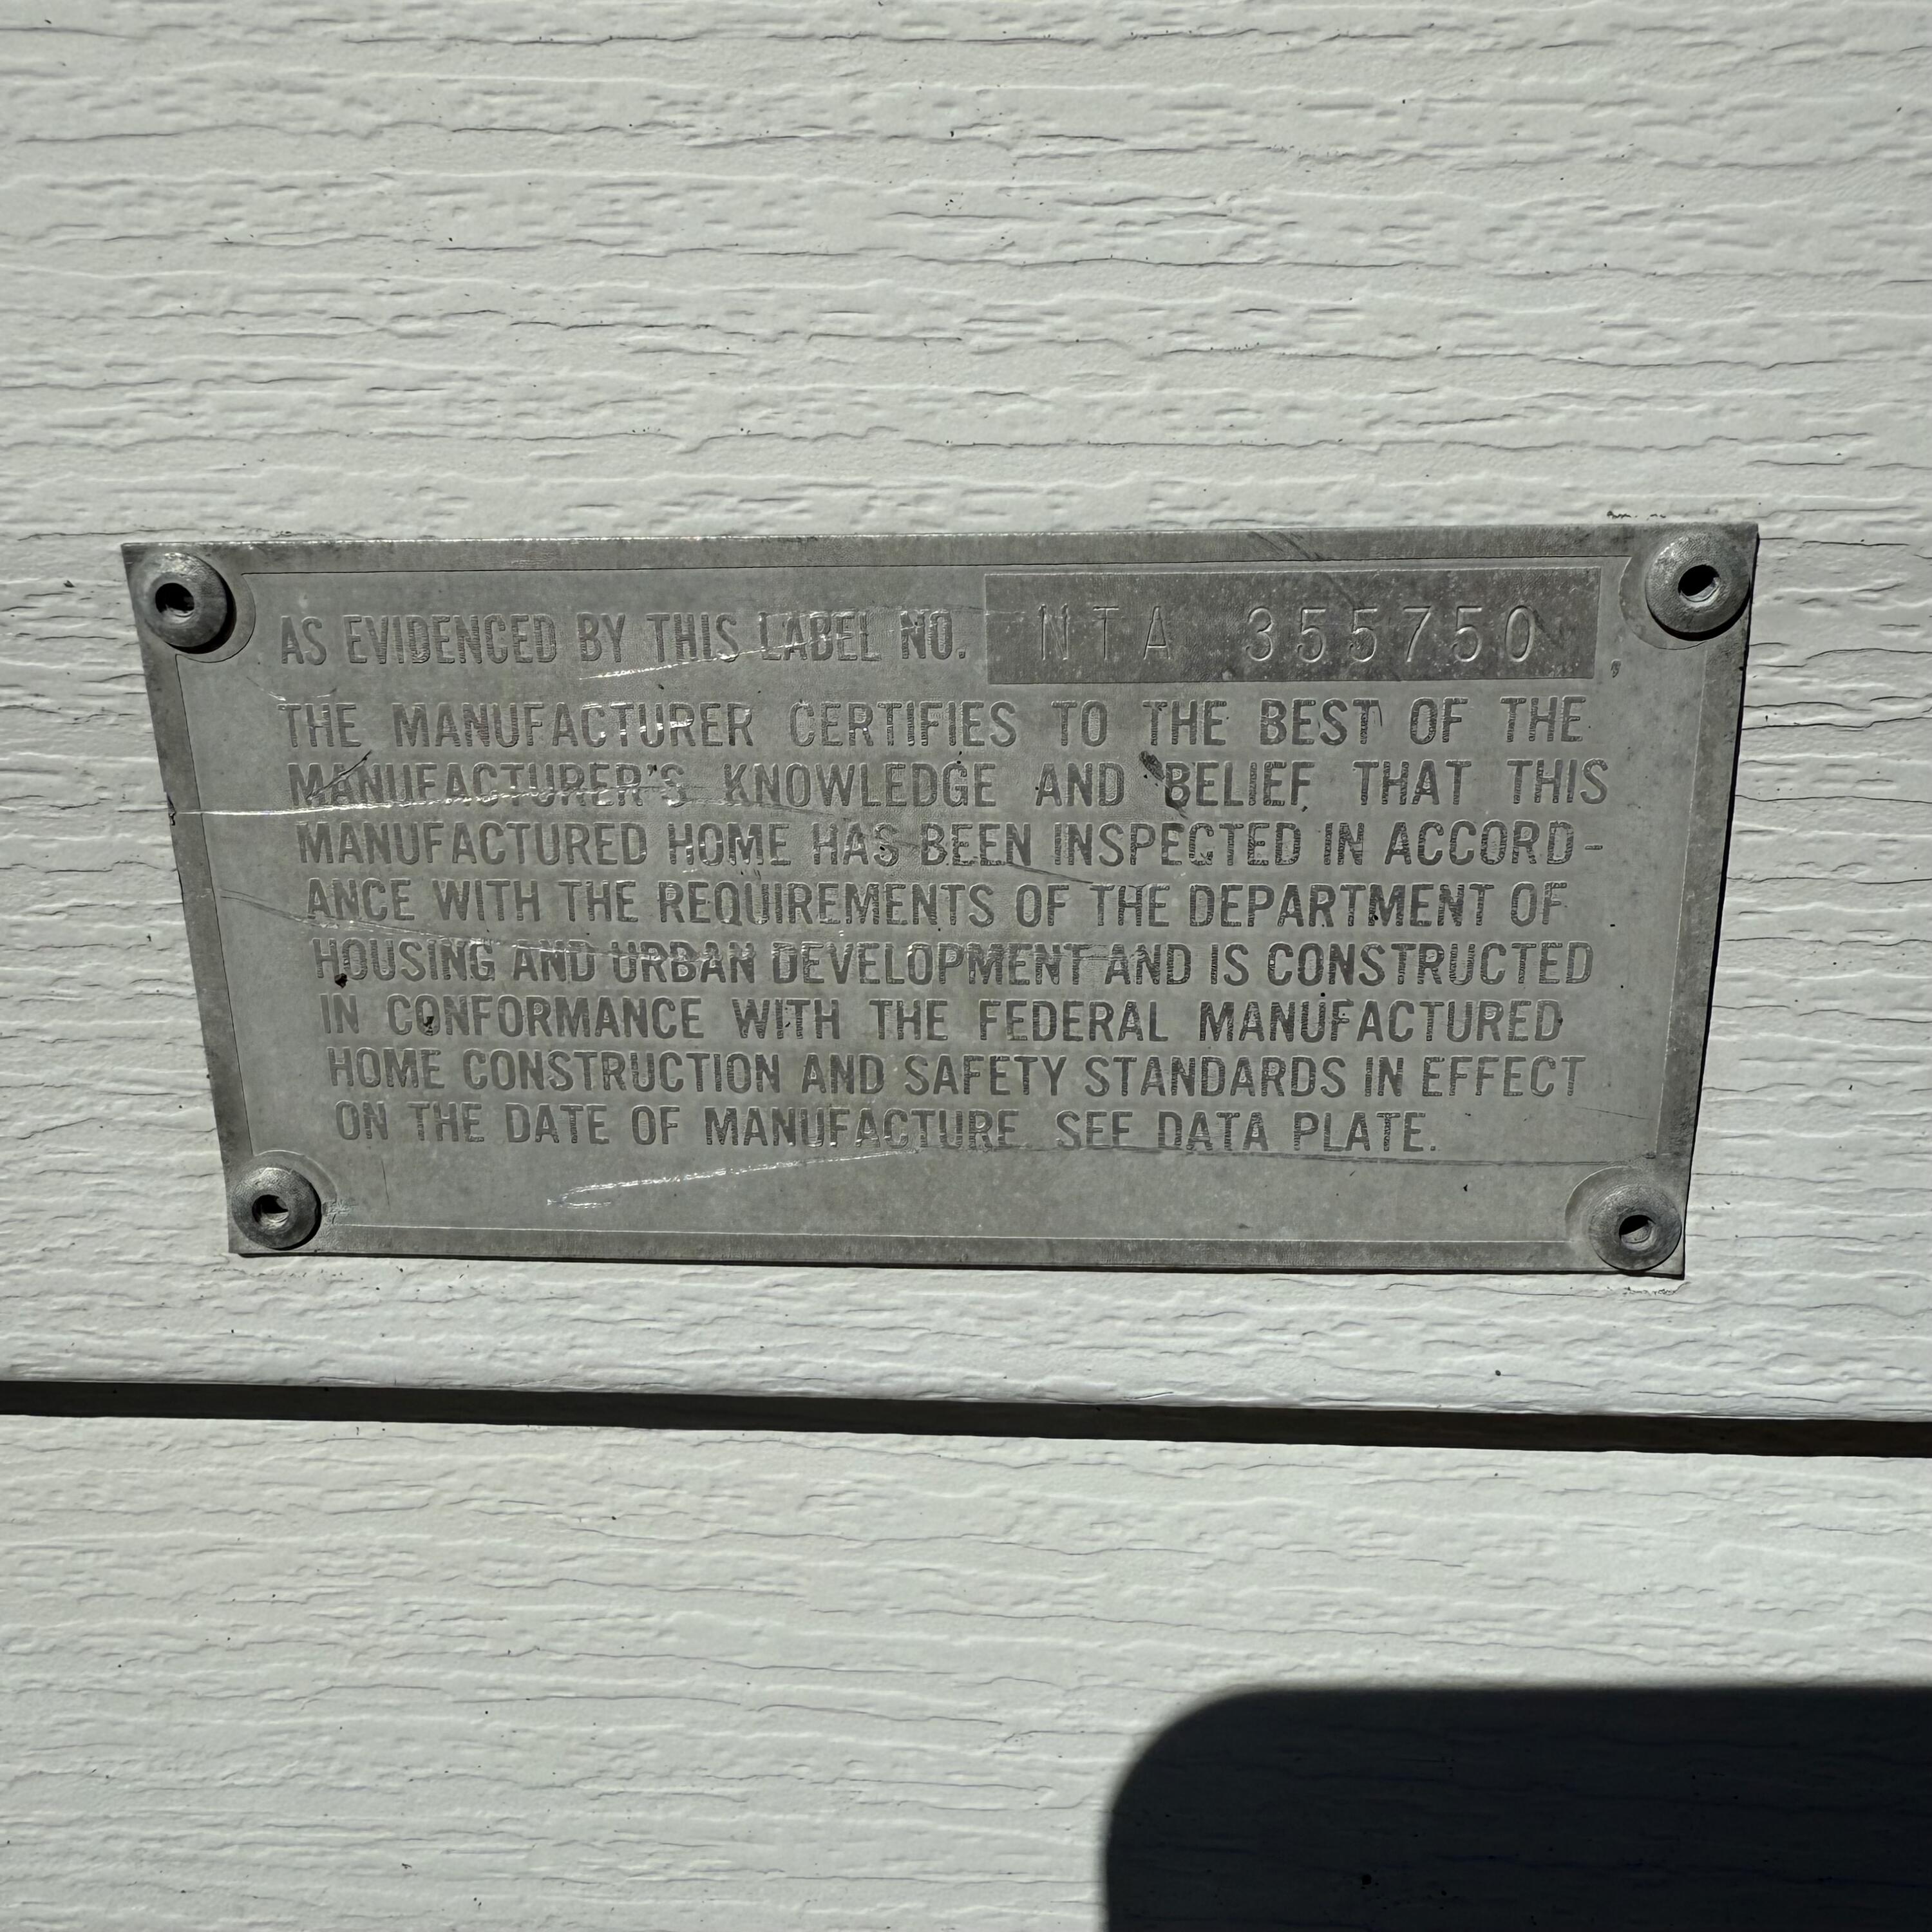 AS EVIDENCED BY THIS LABEL NO. NTA 355750,
THE MANUFACTURER CERTIFIES TO THE BEST OF THE
MANUFACTURER'S KNOWLEDGE AND BELIEF THAT THIS
MANUFACTURED HOME HAS BEEN INSPECTED IN ACCORD-
ANCE WITH THE REQUIREMENTS OF THE DEPARTMENT OF
HOUSING AND URBAN DEVELOPMENT AND IS CONSTRUCTED
IN CONFORMANCE WITH THE FEDERAL MANUFACTURED
HOME CONSTRUCTION AND SAFETY STANDARDS IN EFFECT
ON THE DATE OF MANUFACTURE. SEE DATA PLATE.